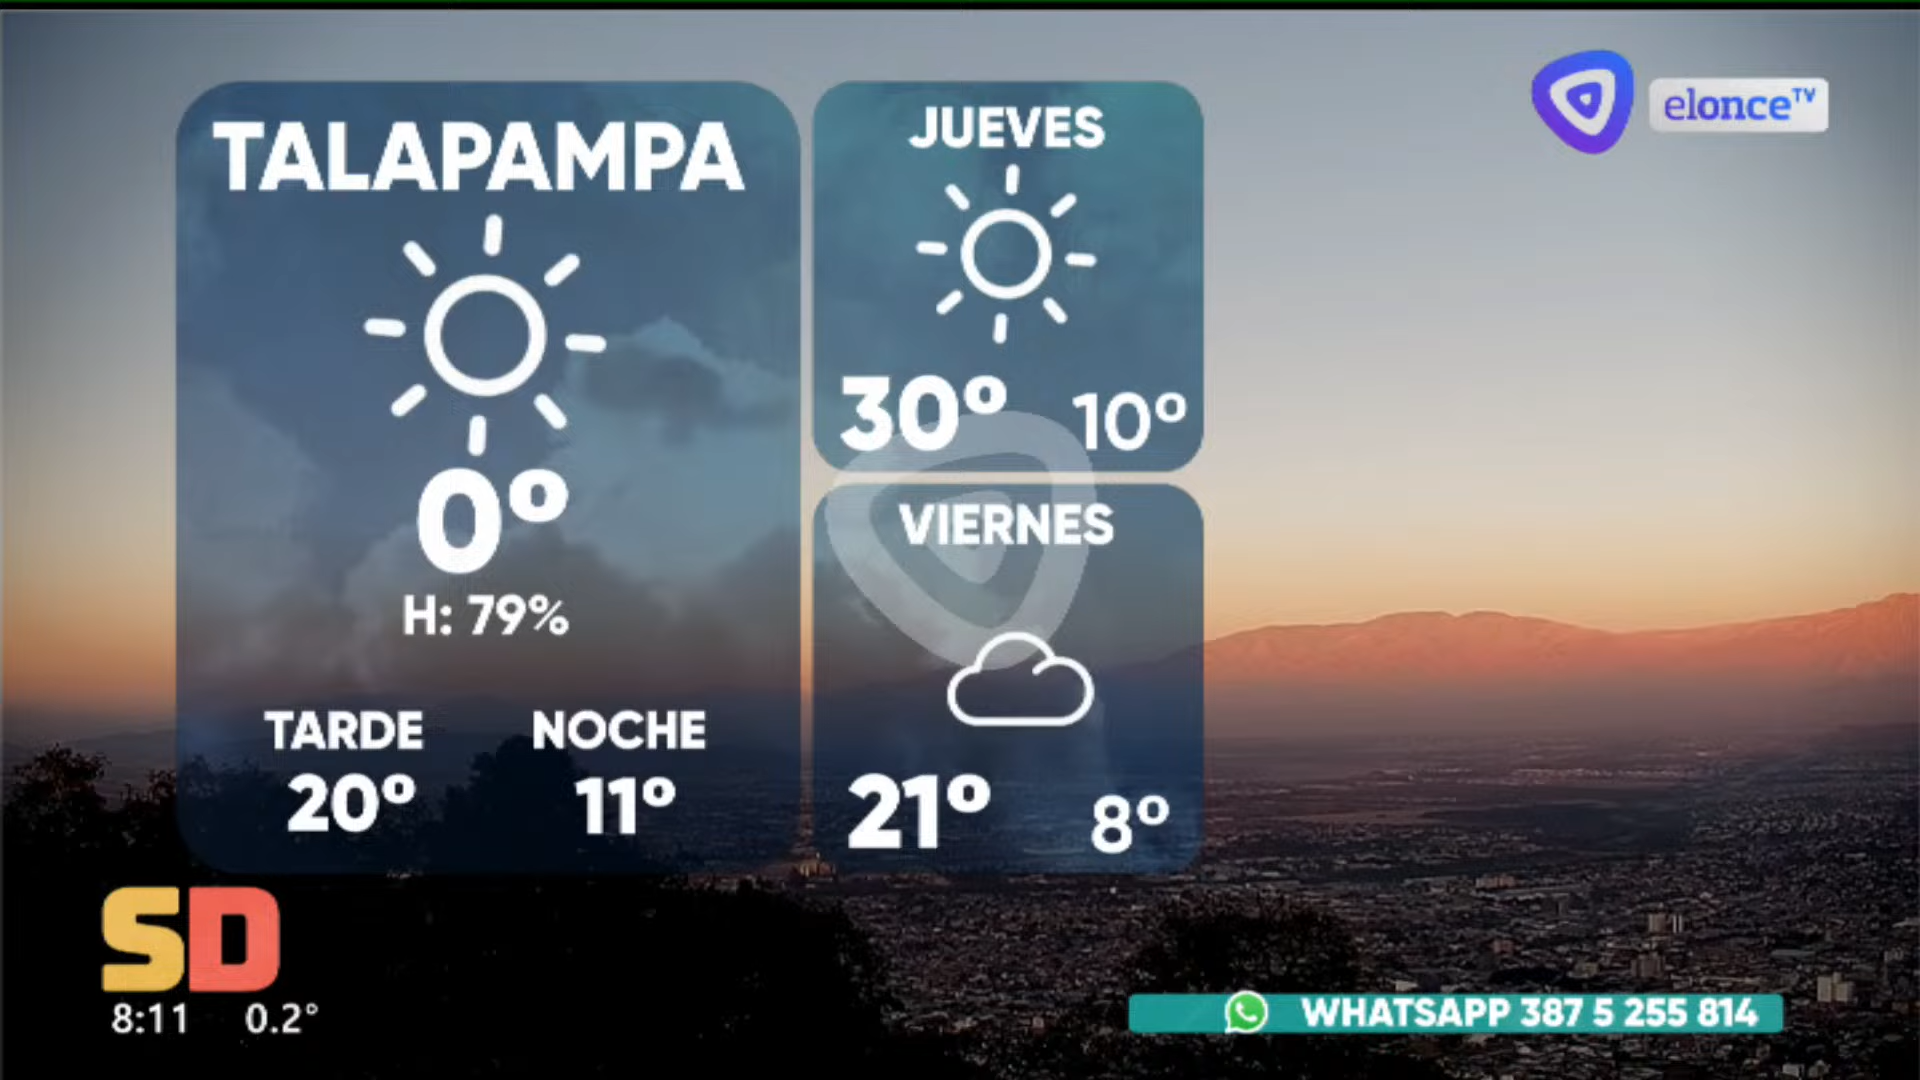 TALAPAMPA
0°
H: 79%
TARDE
20°
NOCHE
11°
JUEVES
30° 10°
VIERNES
21° 8°
elonce TV
SD
8:11 0.2°
WHATSAPP 387 5 255 814